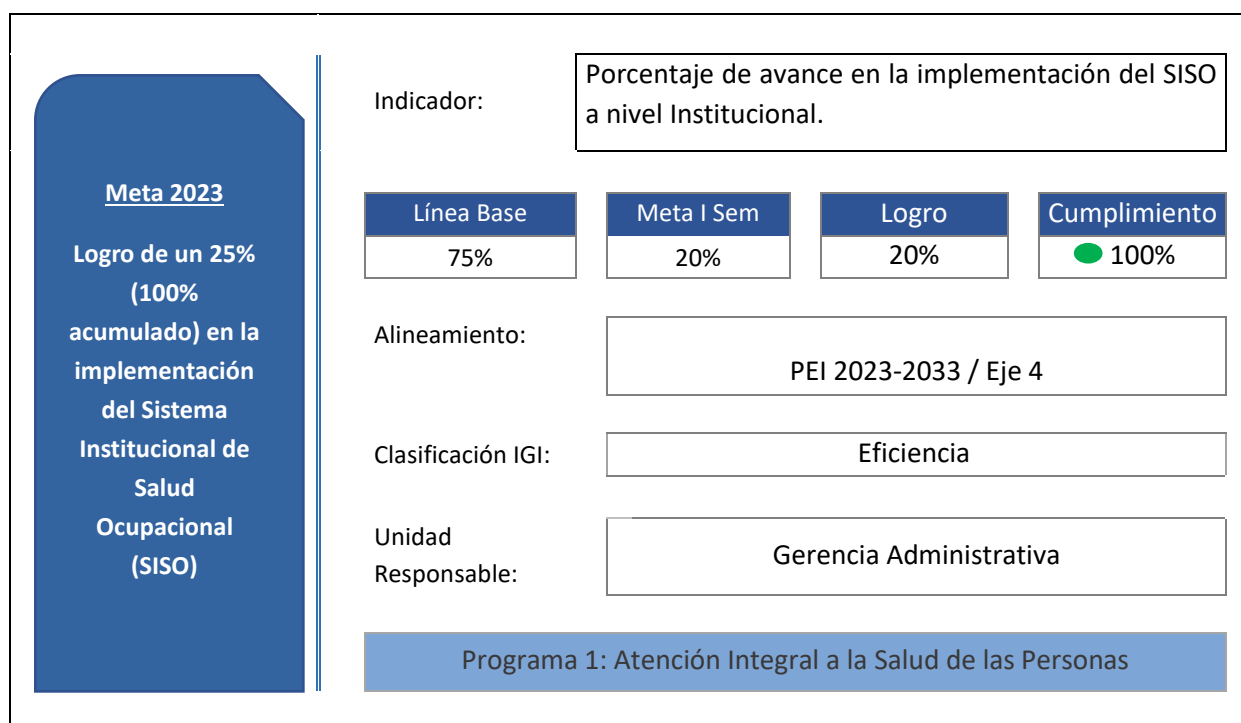 Meta 2023
Logro de un 25%
(100%
acumulado) en la
implementación
del Sistema
Institucional de
Salud
Ocupacional
(SISO)
Indicador:
Porcentaje de avance en la implementación del SISO
a nivel Institucional.
Línea Base
Meta I Sem
Logro
Cumplimiento
75%
20%
20%
100%
Alineamiento:
PEI 2023-2033 / Eje 4
Clasificación IGI:
Eficiencia
Unidad
Responsable:
Gerencia Administrativa
Programa 1: Atención Integral a la Salud de las Personas